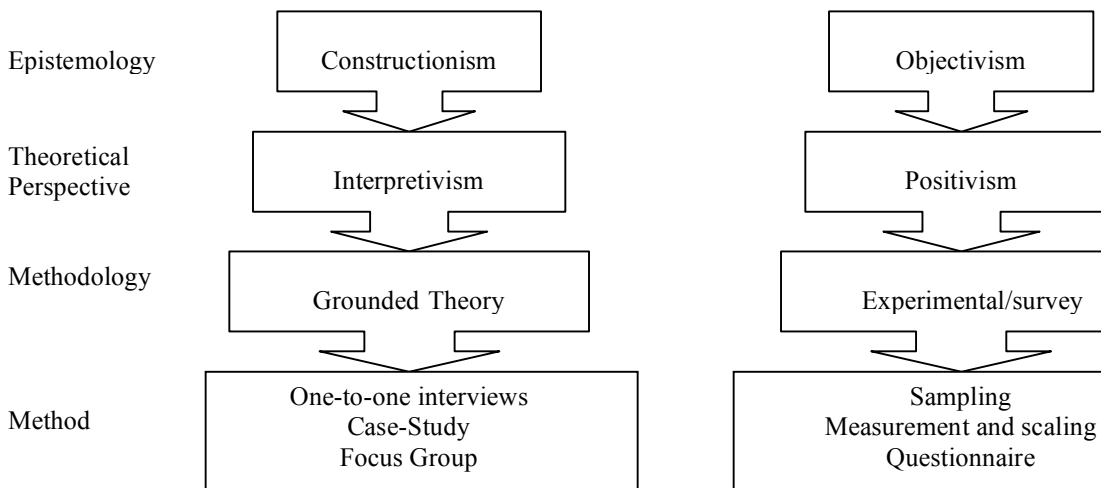 Epistemology
Constructionism
Objectivism
Theoretical
Perspective
Interpretivism
Positivism
Methodology
Grounded Theory
Experimental/survey
Method
One-to-one interviews
Case-Study
Focus Group
Sampling
Measurement and scaling
Questionnaire